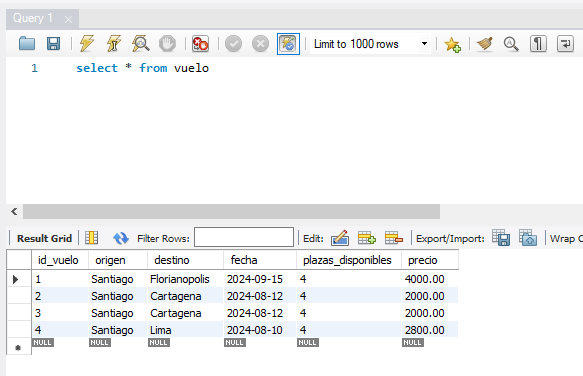 Query 1
Limit to 1000 rows
1 select * from vuelo
Result Grid Filter Rows: Edit: Export/Import: Wrap C
id_vuelo origen destino fecha plazas_disponibles precio
1 Santiago Florianopolis 2024-09-15 4 4000.00
2 Santiago Cartagena 2024-08-12 4 2000.00
3 Santiago Cartagena 2024-08-12 4 2000.00
4 Santiago Lima 2024-08-10 4 2800.00
NULL NULL NULL NULL NULL NULL